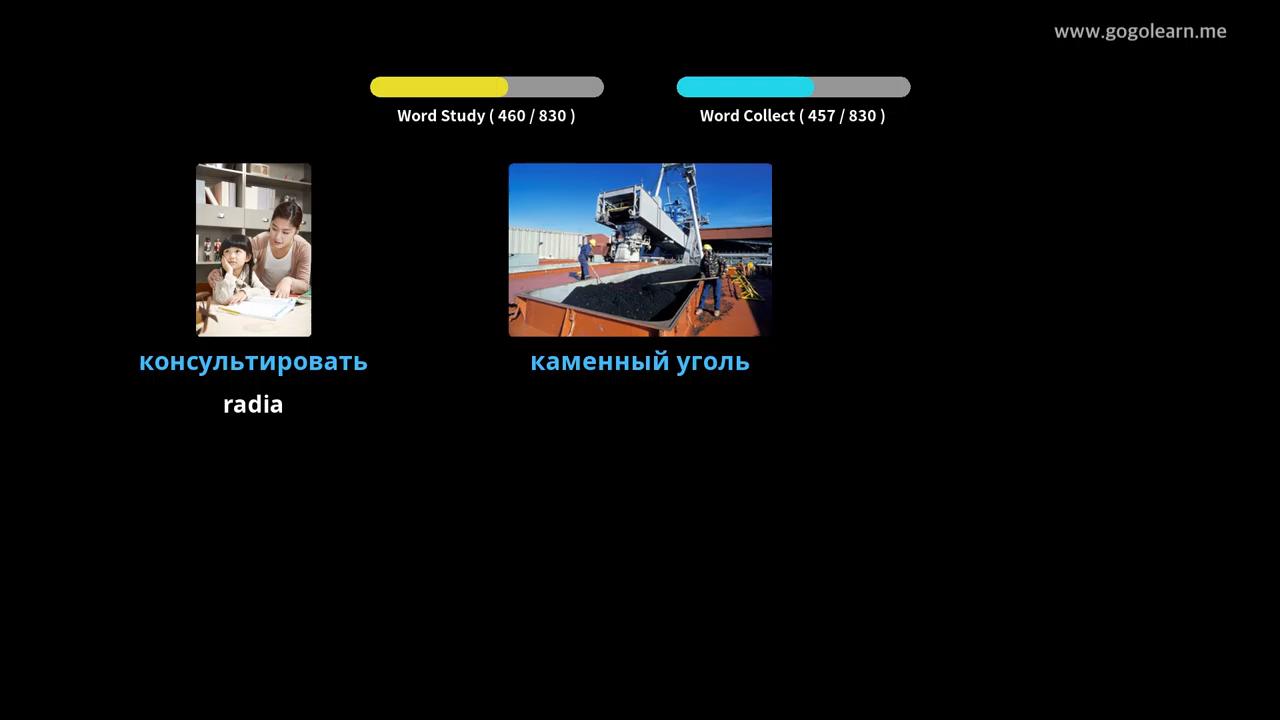 www.gogolearn.me
Word Study ( 460 / 830 )
Word Collect ( 457 / 830 )
консультировать
каменный уголь
radia